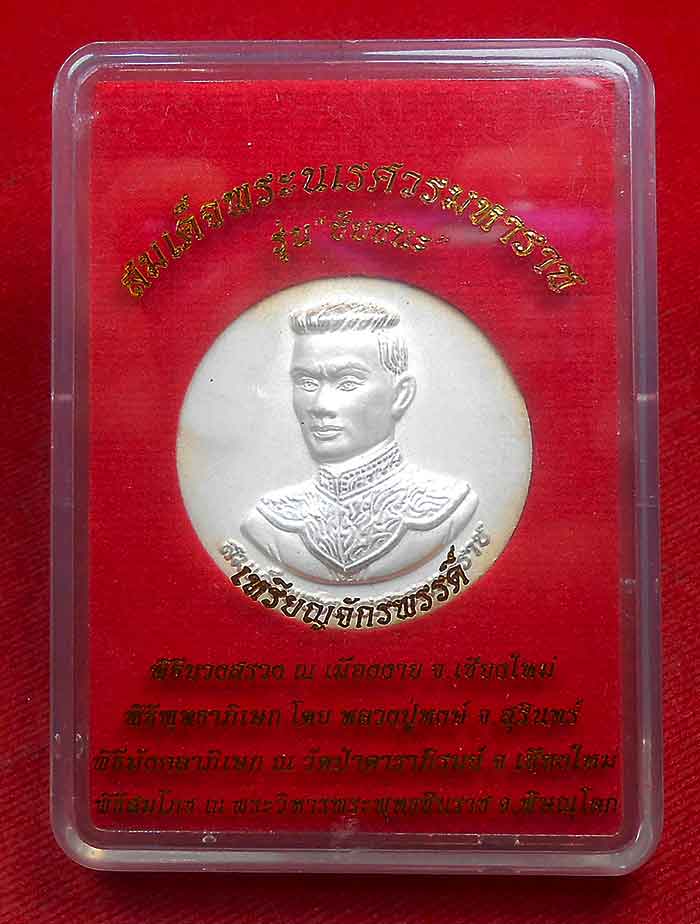 สมเด็จพระนเรศวรมหาราช
รุ่น "ชัยชนะ"
เหรียญจักรพรรดิ์
พิธีบวงสรวง ณ เมืองงาย จ.เชียงใหม่
พิธีพุทธาภิเษก โดย หลวงปู่หงษ์ จ.สุรินทร์
พิธีมังคลาภิเษก ณ วัดป่าดาราภิรมย์ จ.เชียงใหม่
พิธีสมโภช ณ พระวิหารพระพุทธชินราช จ.พิษณุโลก